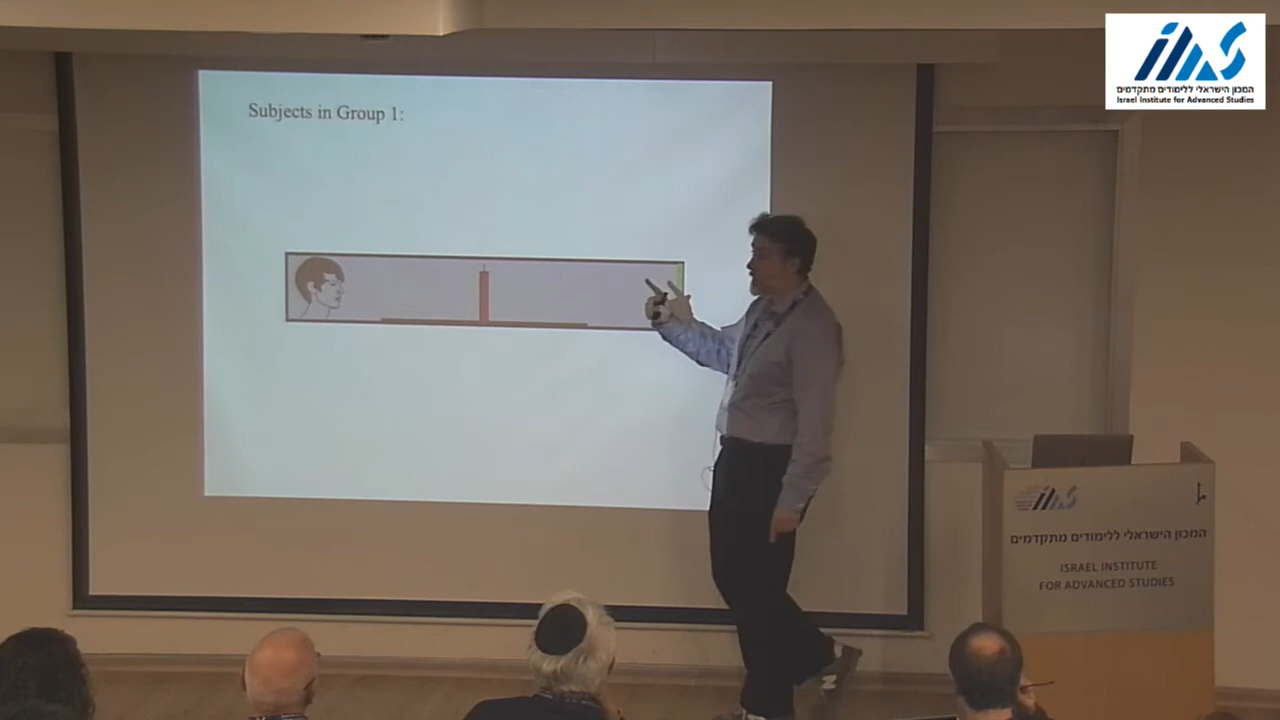 Subjects in Group 1:
המכון הישראלי ללימודים מתקדמים
Israel Institute for Advanced Studies
המכון הישראלי ללימודים מתקדמים
ISRAEL INSTITUTE
FOR ADVANCED STUDIES